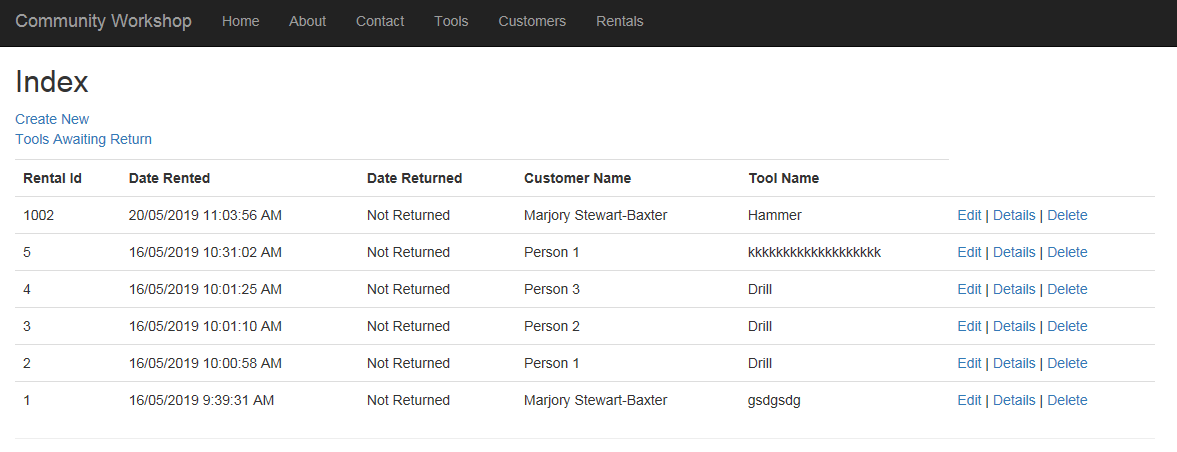 Community Workshop Home About Contact Tools Customers Rentals
Index
Create New
Tools Awaiting Return
Rental Id Date Rented Date Returned Customer Name Tool Name
1002 20/05/2019 11:03:56 AM Not Returned Marjory Stewart-Baxter Hammer Edit | Details | Delete
5 16/05/2019 10:31:02 AM Not Returned Person 1 kkkkkkkkkkkkkkkkkkk Edit | Details | Delete
4 16/05/2019 10:01:25 AM Not Returned Person 3 Drill Edit | Details | Delete
3 16/05/2019 10:01:10 AM Not Returned Person 2 Drill Edit | Details | Delete
2 16/05/2019 10:00:58 AM Not Returned Person 1 Drill Edit | Details | Delete
1 16/05/2019 9:39:31 AM Not Returned Marjory Stewart-Baxter gsdgsdg Edit | Details | Delete